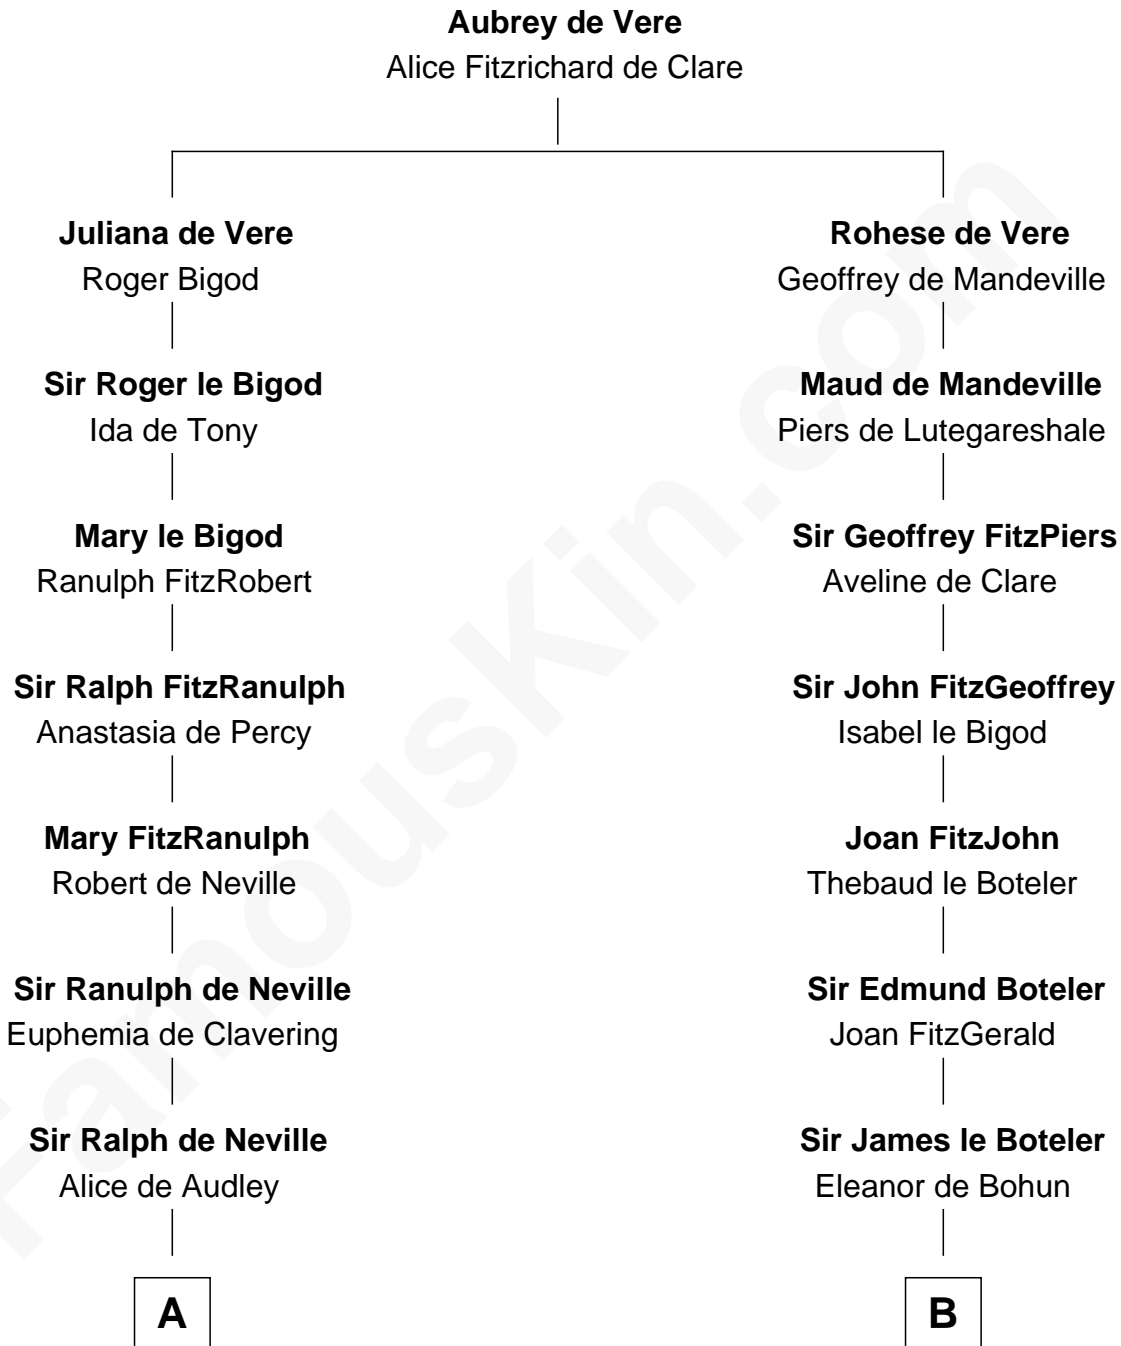 Aubrey de Vere
Alice Fitzrichard de Clare
Juliana de Vere
Roger Bigod
Rohese de Vere
Geoffrey de Mandeville
Sir Roger le Bigod
Ida de Tony
Maud de Mandeville
Piers de Lutegareshale
Mary le Bigod
Ranulph FitzRobert
Sir Geoffrey FitzPiers
Aveline de Clare
Sir Ralph FitzRanulph
Anastasia de Percy
Sir John FitzGeoffrey
Isabel le Bigod
Mary FitzRanulph
Robert de Neville
Joan FitzJohn
Thebaud le Boteler
Sir Ranulph de Neville
Euphemia de Clavering
Sir Edmund Boteler
Joan FitzGerald
Sir Ralph de Neville
Alice de Audley
Sir James le Boteler
Eleanor de Bohun
A
B
FamousKin.com